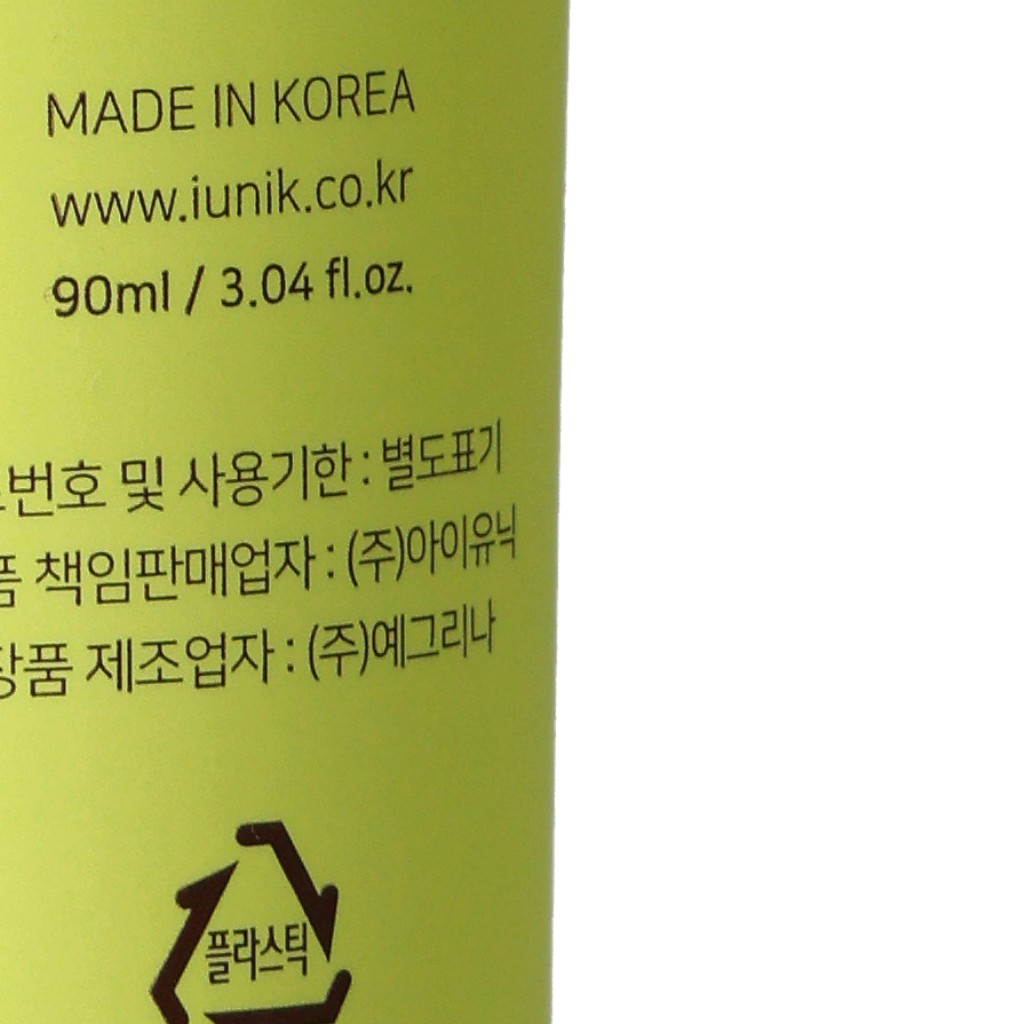 MADE IN KOREA
www.iunik.co.kr
90ml / 3.04 fl.oz.
번호 및 사용기한 : 별도표기
품 책임판매업자 : (주)아이유닉
장품 제조업자 : (주)예그리나
플라스틱